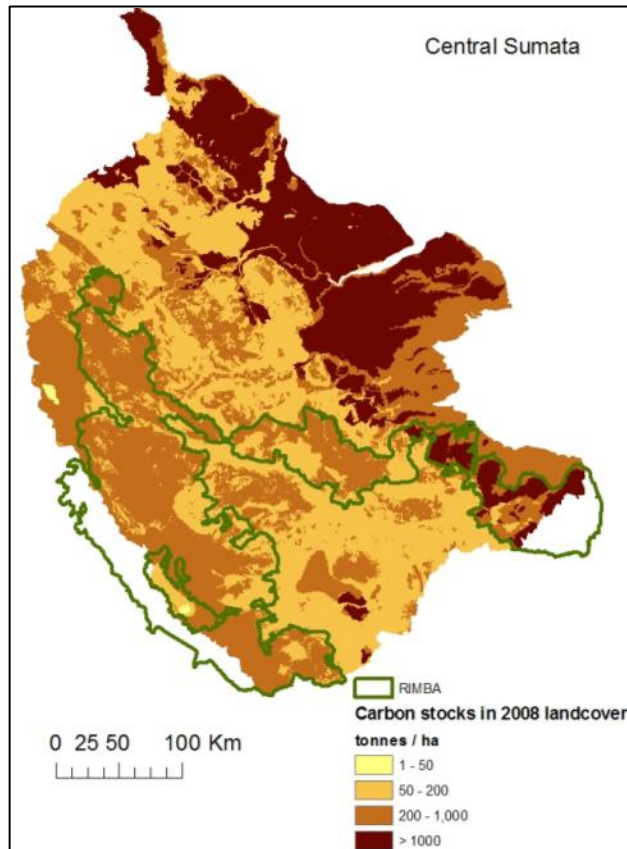 Central Sumata
RIMBA
Carbon stocks in 2008 landcover
tonnes / ha
1 - 50
50 - 200
200 - 1,000
> 1000
0 25 50 100 Km